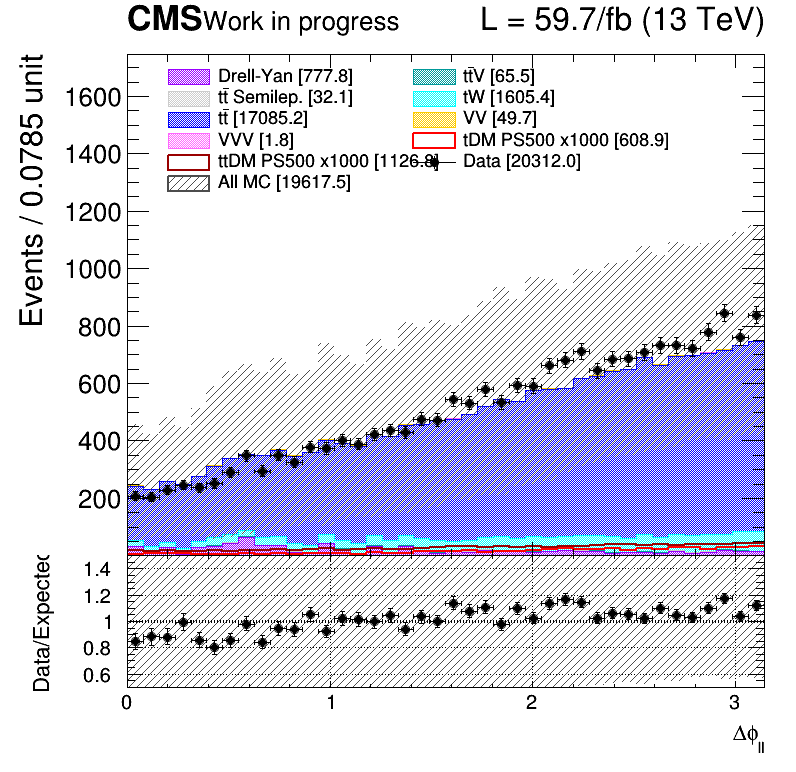 CMS Work in progress L = 59.7/fb (13 TeV)
Events / 0.0785 unit
1600
1400
1200
1000
800
600
400
200
Drell-Yan [777.8]
tt̄V [65.5]
tt̄ Semilep. [32.1]
tW [1605.4]
tt̄ [17085.2]
VV [49.7]
VVV [1.8]
tDM PS500 x1000 [608.9]
ttDM PS500 x1000 [1126.8]
Data [20312.0]
All MC [19617.5]
Data/Expected
1.4
1.2
1
0.8
0.6
0 1 2 3
Δϕll